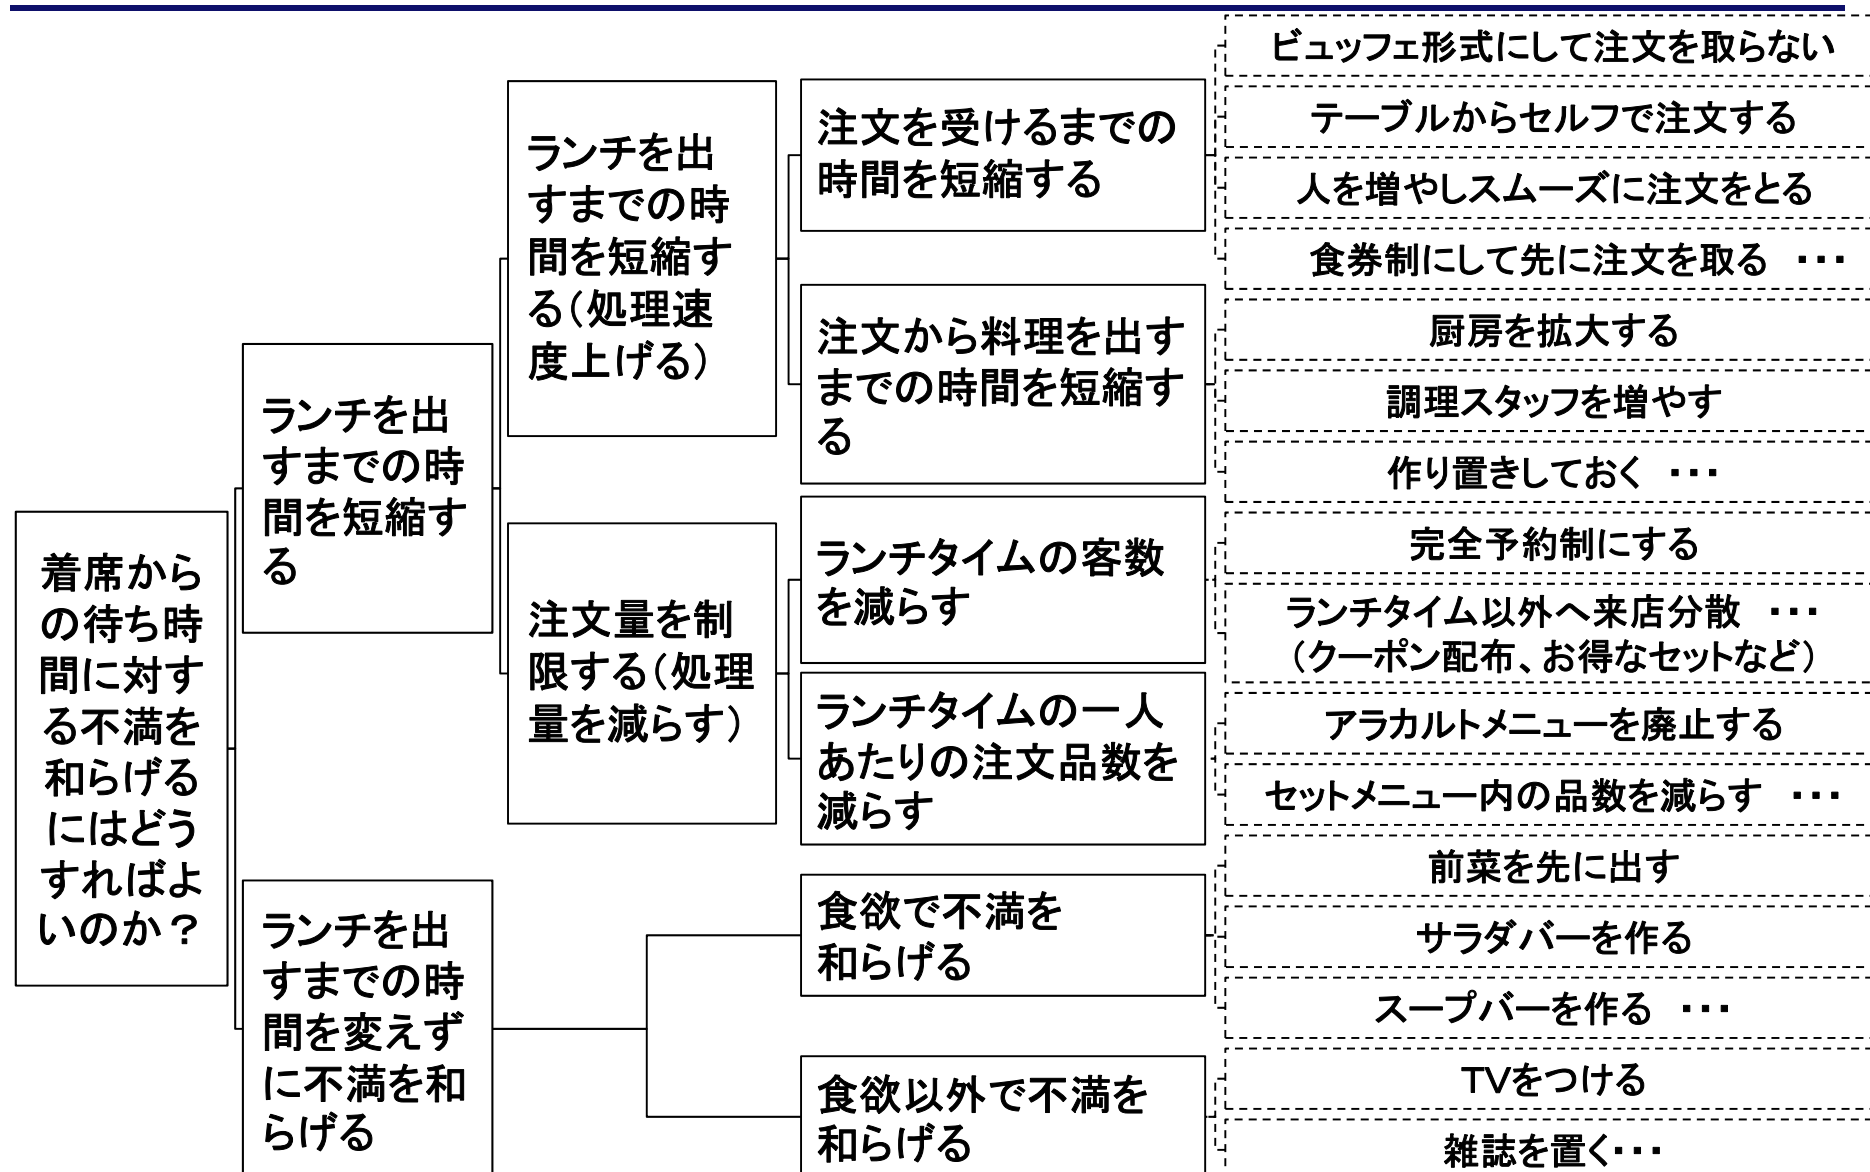 着席から
の待ち時
間に対す
る不満を
和らげる
にはどう
すればよ
いのか？
ランチを出
すまでの時
間を短縮す
る
ランチを出
すまでの時
間を短縮す
る（処理速
度上げる）
注文を受けるまでの
時間を短縮する
ビュッフェ形式にして注文を取らない
テーブルからセルフで注文する
人を増やしスムーズに注文をとる
食券制にして先に注文を取る ・・・
注文から料理を出す
までの時間を短縮す
る
厨房を拡大する
調理スタッフを増やす
作り置きしておく ・・・
注文量を制
限する（処理
量を減らす）
ランチタイムの客数
を減らす
完全予約制にする
ランチタイム以外へ来店分散 ・・・
（クーポン配布、お得なセットなど）
ランチタイムの一人
あたりの注文品数を
減らす
アラカルトメニューを廃止する
セットメニュー内の品数を減らす ・・・
ランチを出
すまでの時
間を変えず
に不満を和
らげる
食欲で不満を
和らげる
前菜を先に出す
サラダバーを作る
スープバーを作る ・・・
食欲以外で不満を
和らげる
TVをつける
雑誌を置く・・・